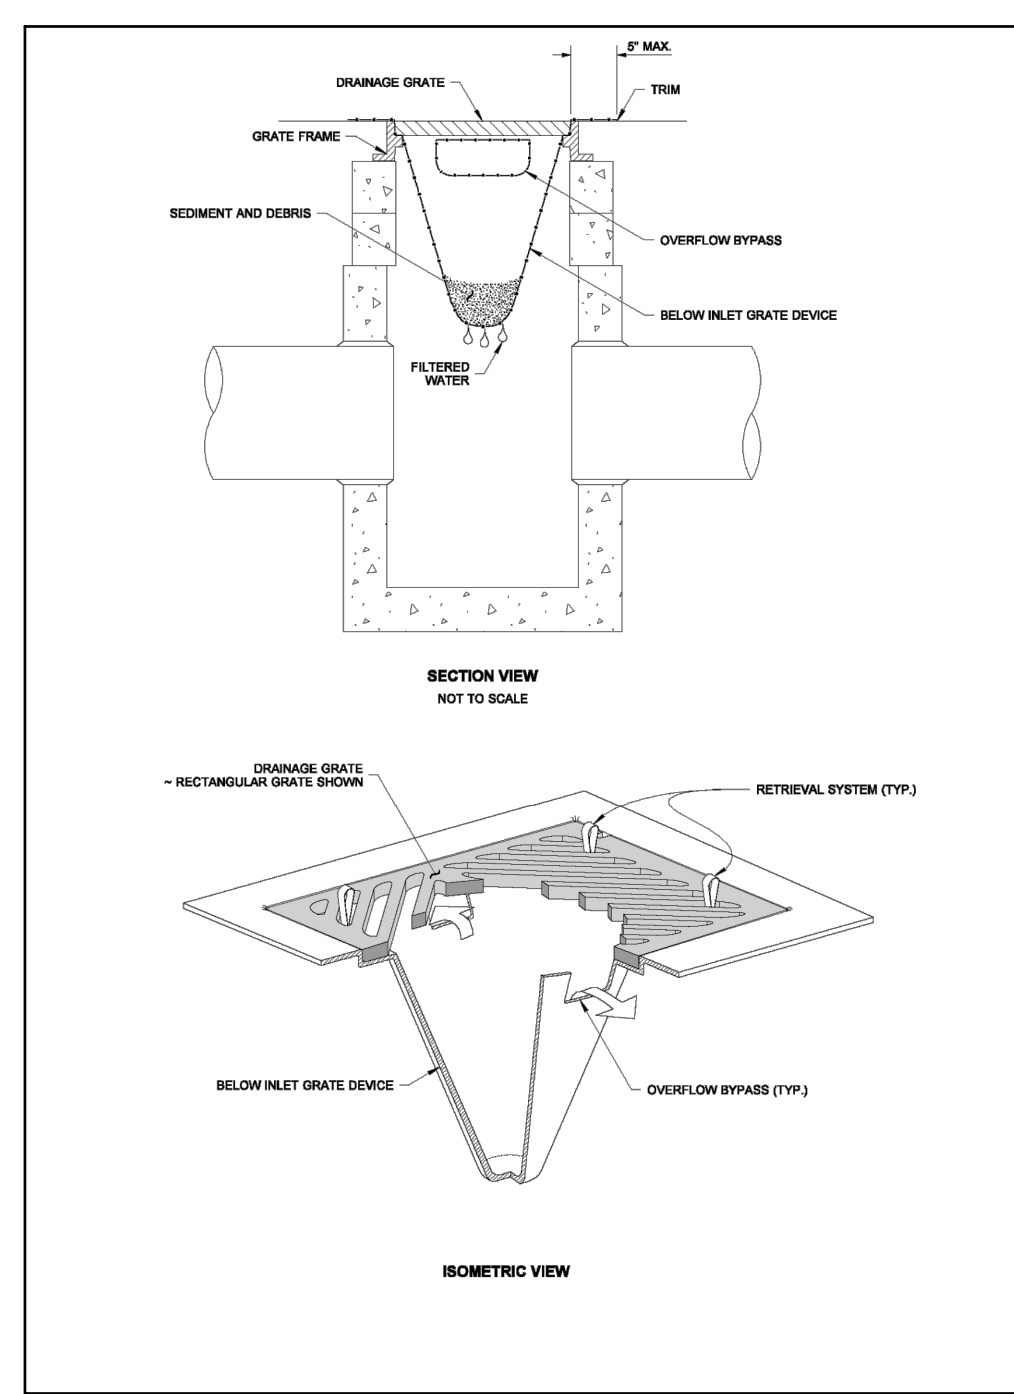 5" MAX.
DRAINAGE GRATE
TRIM
GRATE FRAME
SEDIMENT AND DEBRIS
OVERFLOW BYPASS
BELOW INLET GRATE DEVICE
FILTERED
WATER
SECTION VIEW
NOT TO SCALE
DRAINAGE GRATE
~ RECTANGULAR GRATE SHOWN
RETRIEVAL SYSTEM (TYP.)
BELOW INLET GRATE DEVICE
OVERFLOW BYPASS (TYP.)
ISOMETRIC VIEW